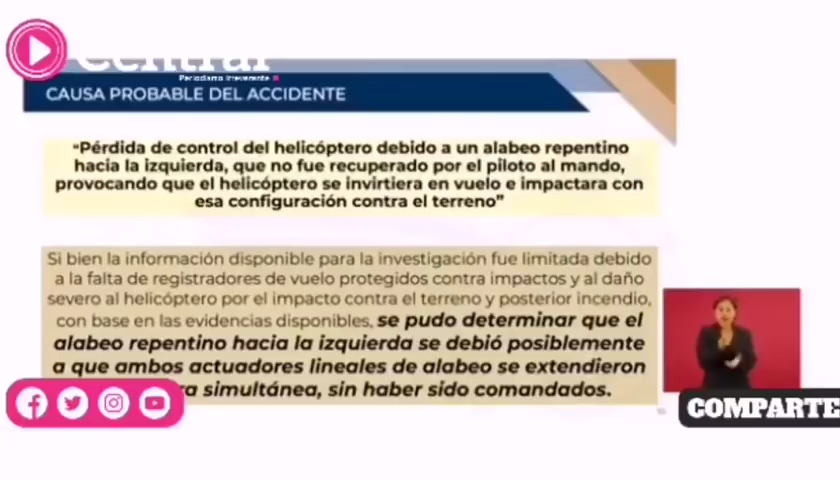 Central
Periodismo Irreverente
CAUSA PROBABLE DEL ACCIDENTE
"Pérdida de control del helicóptero debido a un alabeo repentino
hacia la izquierda, que no fue recuperado por el piloto al mando,
provocando que el helicóptero se invirtiera en vuelo e impactara con
esa configuración contra el terreno"
Si bien la información disponible para la investigación fue limitada debido
a la falta de registradores de vuelo protegidos contra impactos y al daño
severo al helicóptero por el impacto contra el terreno y posterior incendio,
con base en las evidencias disponibles, se pudo determinar que el
alabeo repentino hacia la izquierda se debió posiblemente
a que ambos actuadores lineales de alabeo se extendieron
ra simultánea, sin haber sido comandados.
COMPARTE